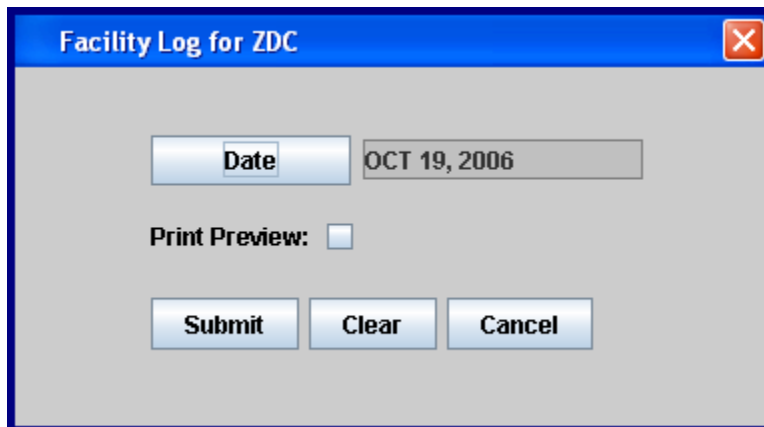 Facility Log for ZDC
Date OCT 19, 2006
Print Preview:
Submit Clear Cancel